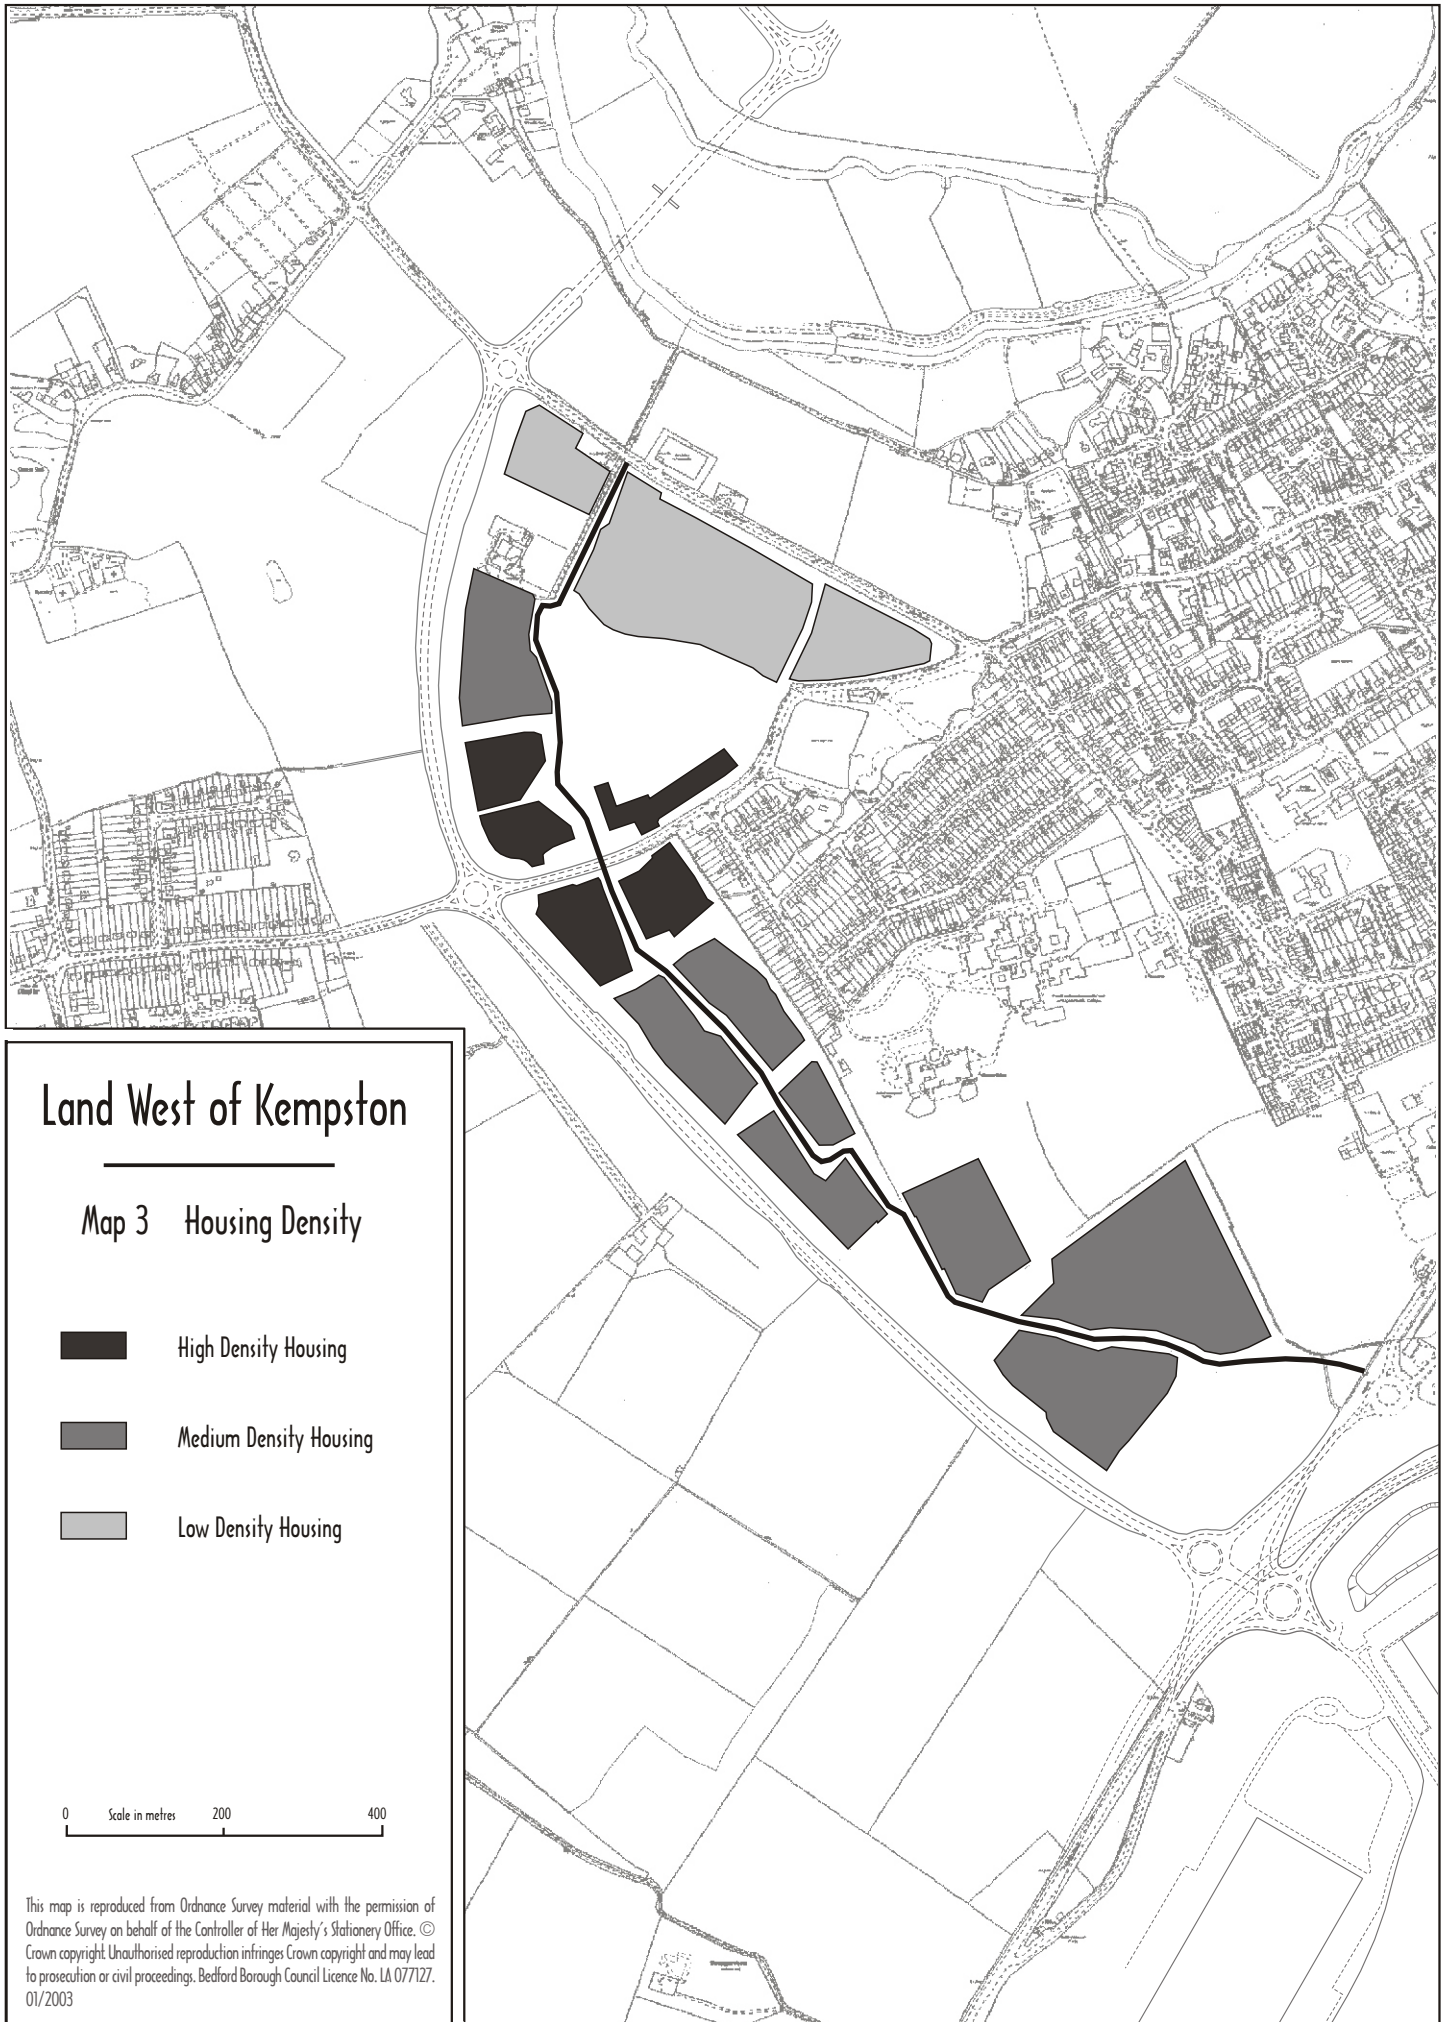 Land West of Kempston
Map 3 Housing Density
High Density Housing
Medium Density Housing
Low Density Housing
0 Scale in metres 200 400
This map is reproduced from Ordnance Survey material with the permission of
Ordnance Survey on behalf of the Controller of Her Majesty's Stationery Office. ©
Crown copyright. Unauthorised reproduction infringes Crown copyright and may lead
to prosecution or civil proceedings. Bedford Borough Council Licence No. LA 077127.
01/2003